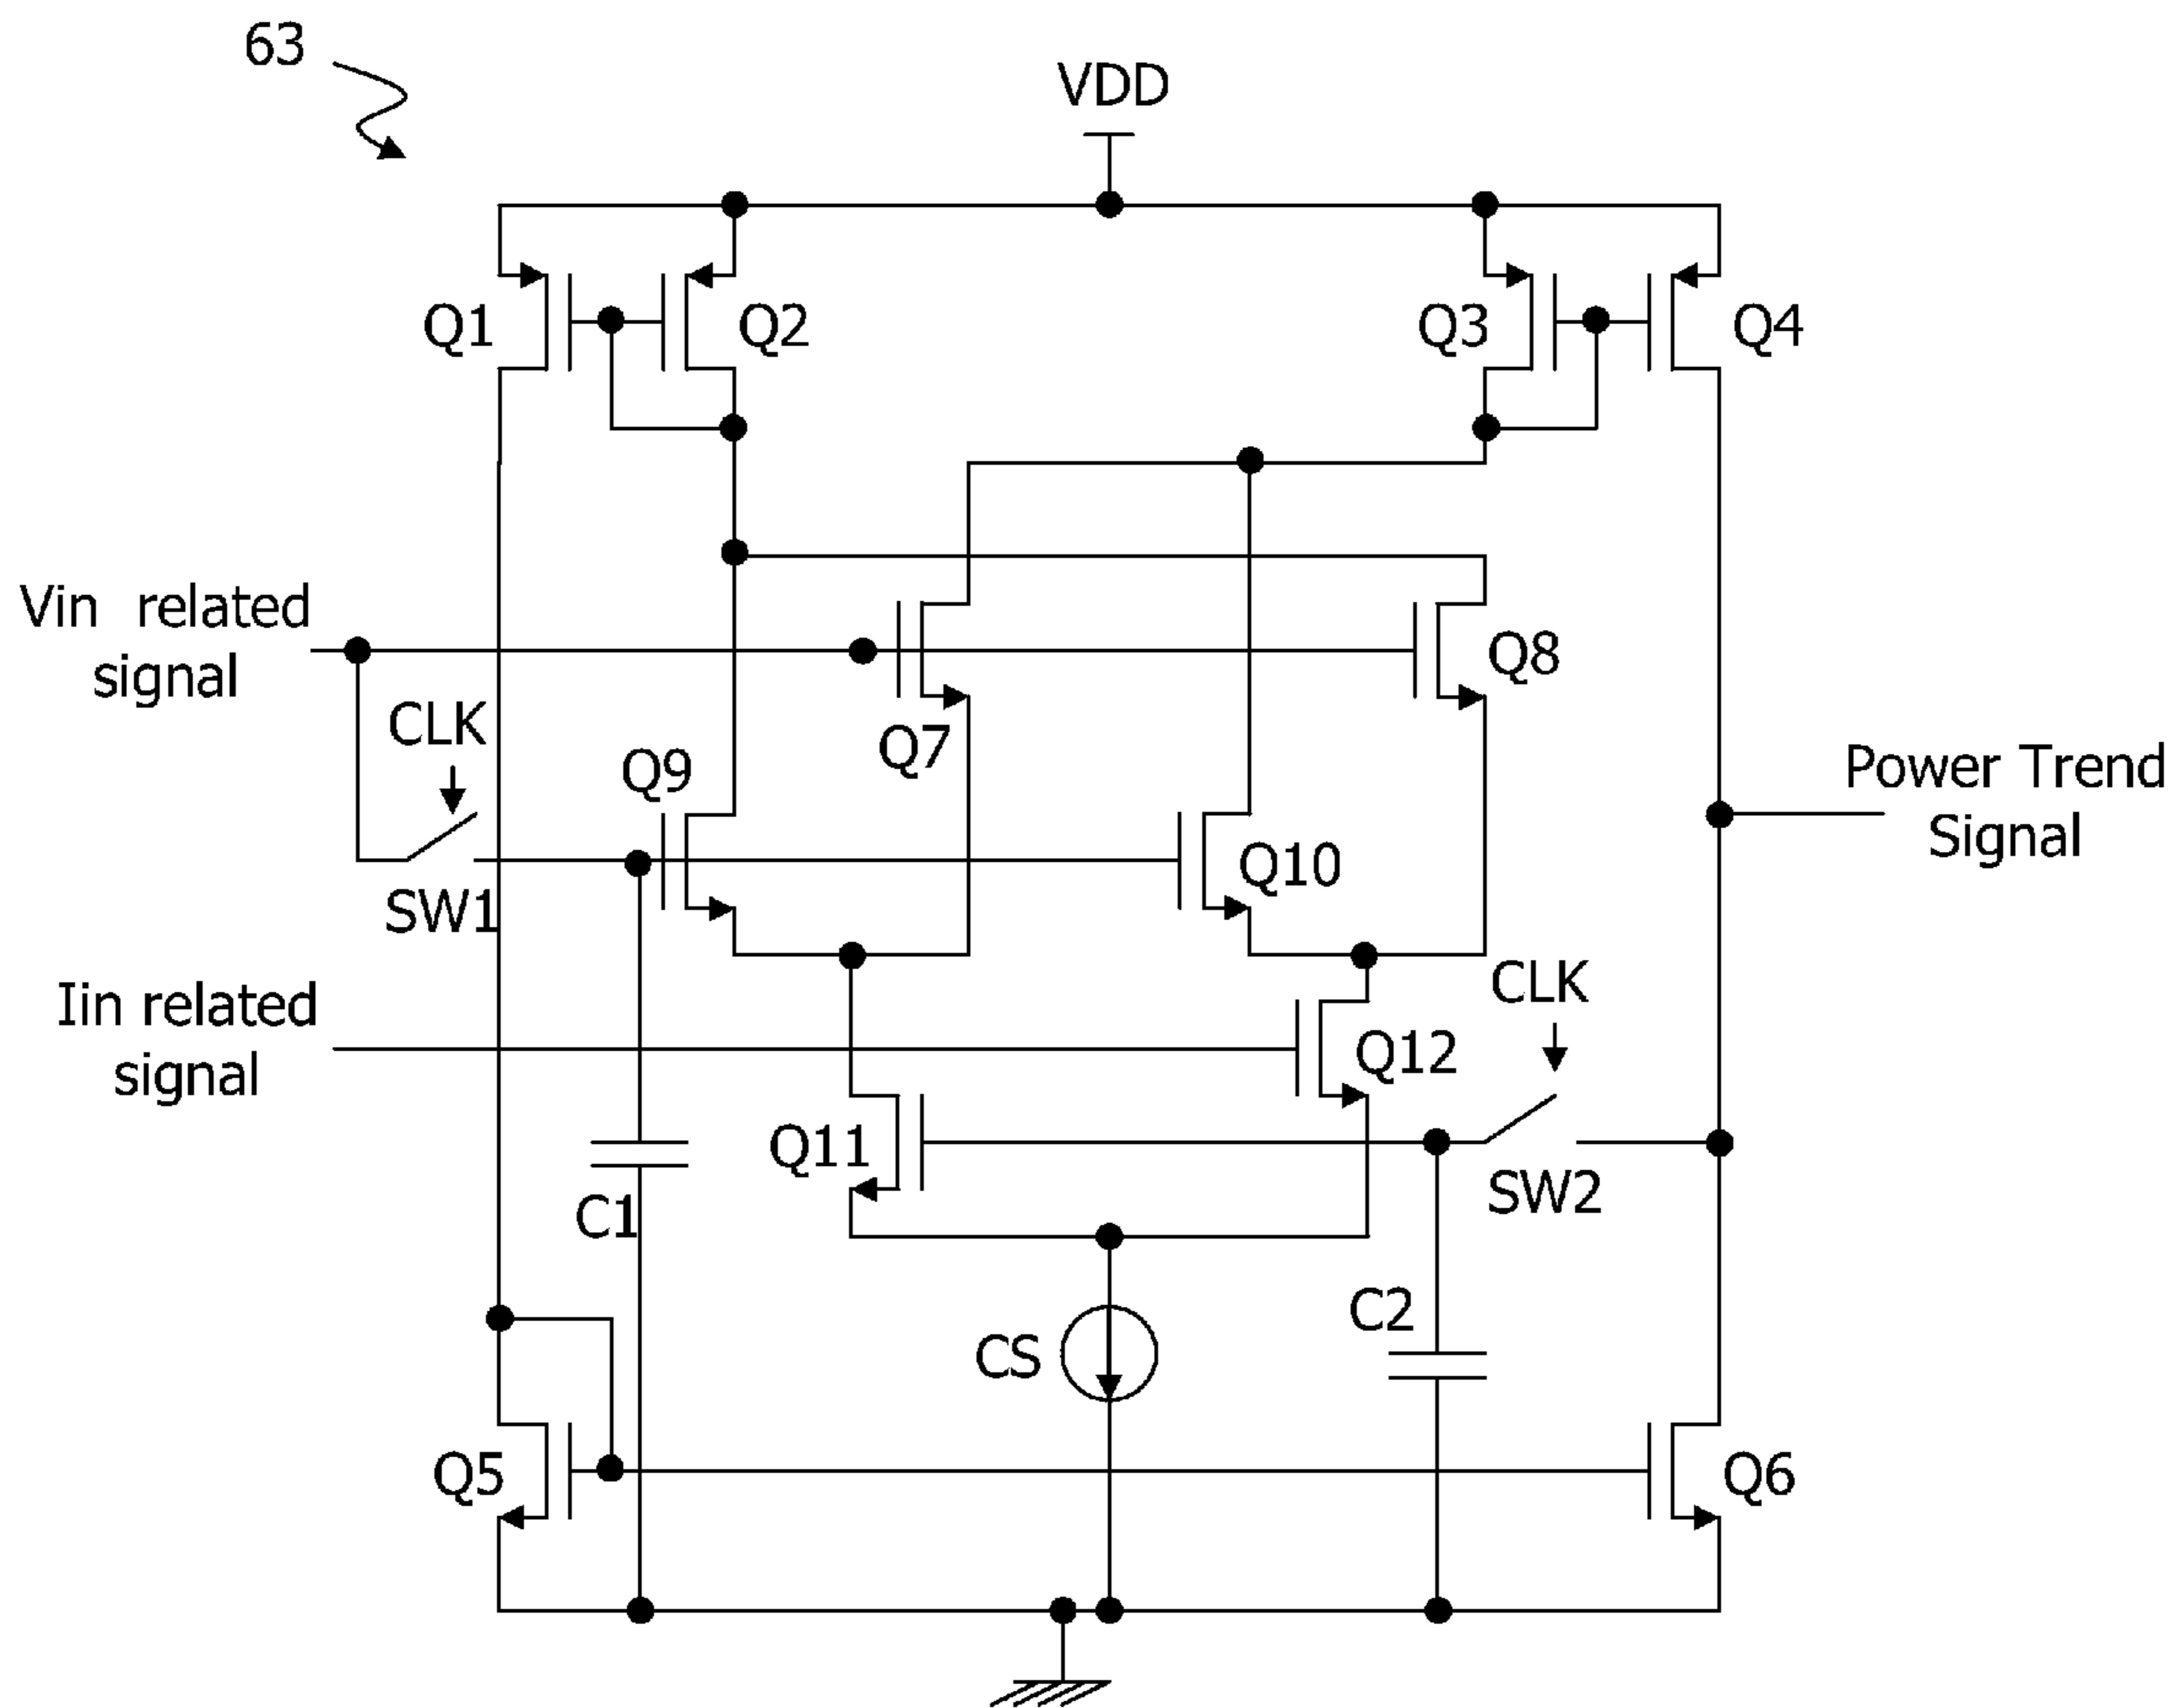 63
VDD
Q1
Q2
Q3
Q4
Vin related
signal
Q8
CLK
Q7
Q9
Power Trend
Signal
Q10
SW1
Iin related
signal
CLK
Q12
Q11
SW2
C1
C2
CS
Q5
Q6